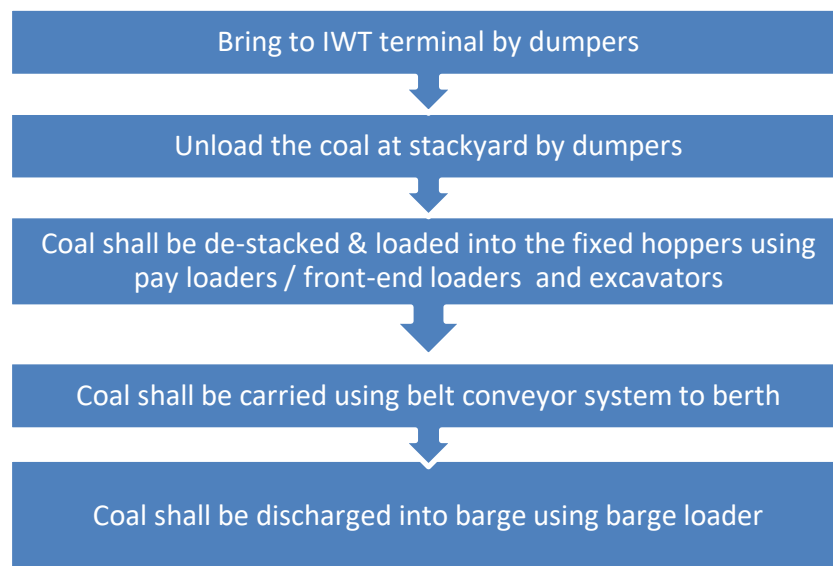 Bring to IWT terminal by dumpers
Unload the coal at stackyard by dumpers
Coal shall be de-stacked & loaded into the fixed hoppers using
pay loaders / front-end loaders and excavators
Coal shall be carried using belt conveyor system to berth
Coal shall be discharged into barge using barge loader